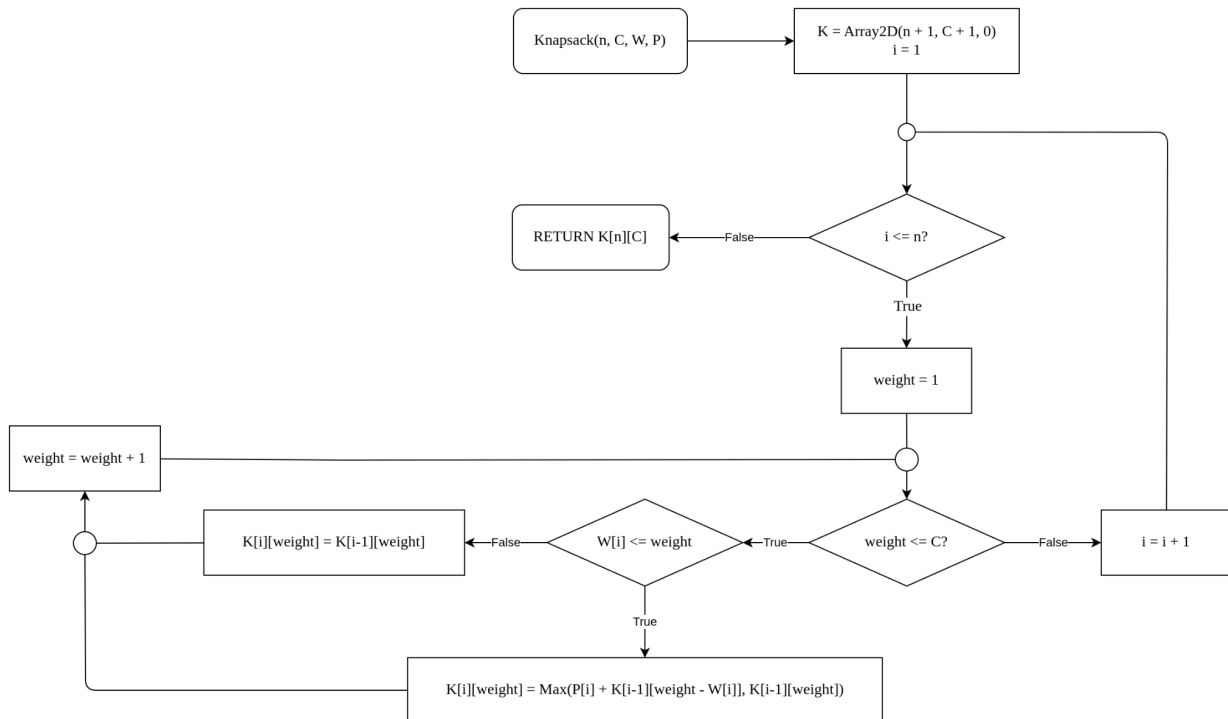 Knapsack(n, C, W, P)
K = Array2D(n + 1, C + 1, 0)
i = 1
RETURN K[n][C]
False
i <= n?
True
weight = 1
weight = weight + 1
K[i][weight] = K[i-1][weight]
False
W[i] <= weight
True
weight <= C?
False
i = i + 1
True
K[i][weight] = Max(P[i] + K[i-1][weight - W[i]], K[i-1][weight])